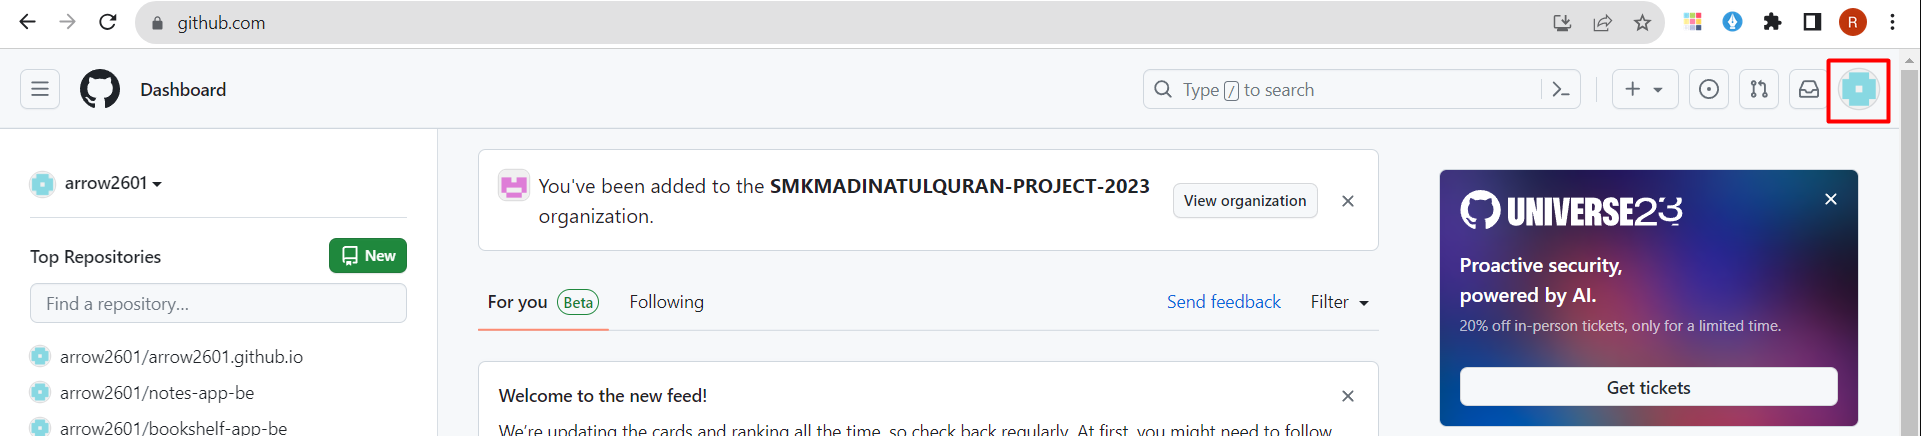 github.com
R
Dashboard
Type / to search
arrow2601
You've been added to the SMKMADINATULQURAN-PROJECT-2023
organization.
View organization
Top Repositories
New
Find a repository...
arrow2601/arrow2601.github.io
arrow2601/notes-app-be
arrow2601/bookshelf-app-be
For you Beta
Following
Send feedback
Filter
Welcome to the new feed!
We're updating the cards and ranking all the time, so check back regularly. At first, you might need to follow
UNIVERSE23
Proactive security,
powered by AI.
20% off in-person tickets, only for a limited time.
Get tickets